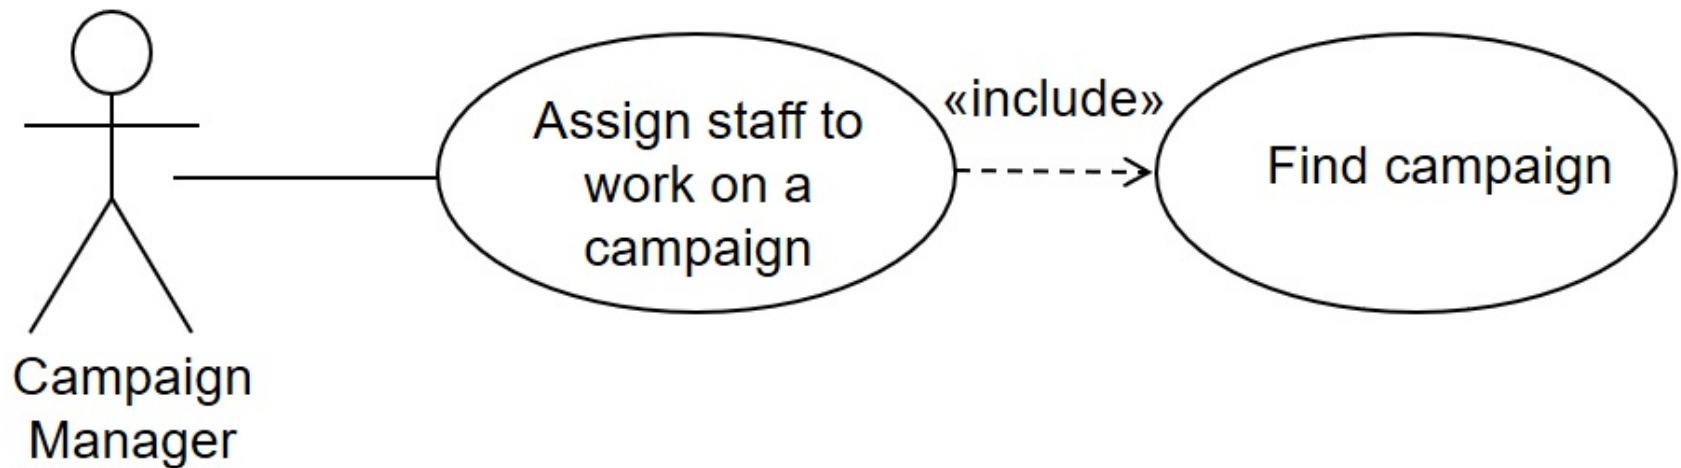 Assign staff to
work on a
campaign
«include»
Find campaign
Campaign
Manager